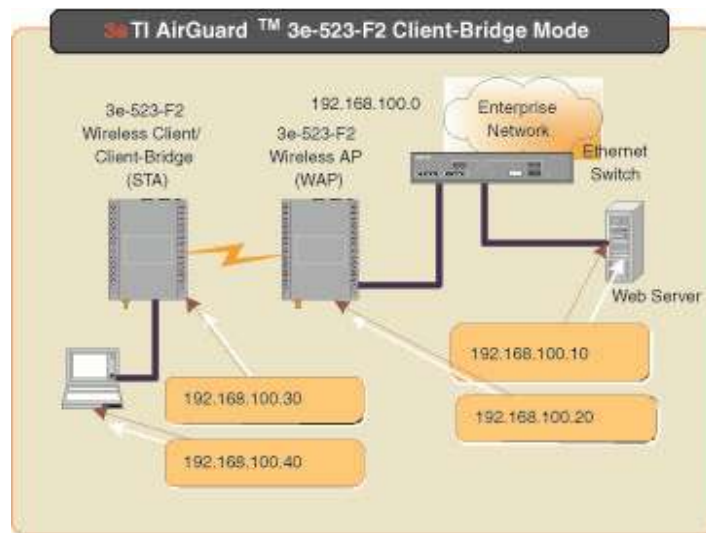 3eTI AirGuard ™ 3e-523-F2 Client-Bridge Mode
192.168.100.0
Enterprise
Network
3e-523-F2
Wireless Client/
Client-Bridge
(STA)
3e-523-F2
Wireless AP
(WAP)
Ethernet
Switch
Web Server
192.168.100.10
192.168.100.30
192.168.100.20
192.168.100.40